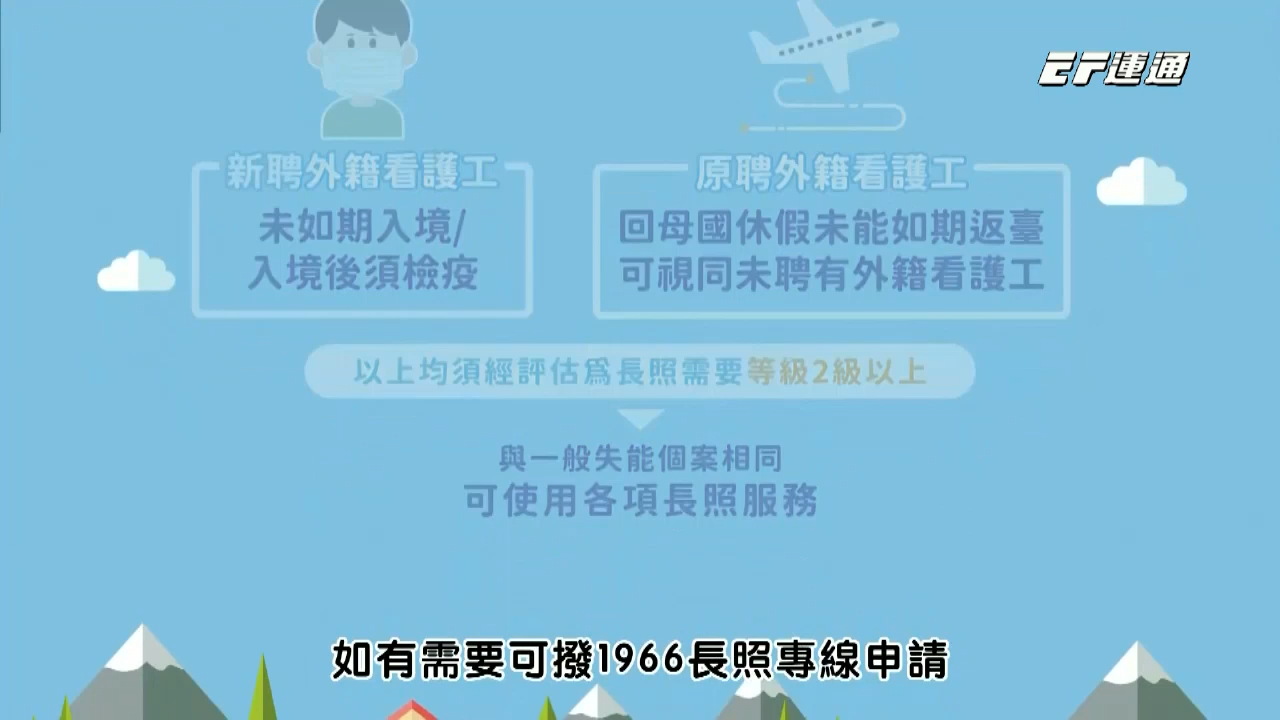 EF運通
新聘外籍看護工
未如期入境/
入境後須檢疫
原聘外籍看護工
回母國休假未能如期返臺
可視同未聘有外籍看護工
以上均須經評估為長照需要等級2級以上
與一般失能個案相同
可使用各項長照服務
如有需要可撥1966長照專線申請